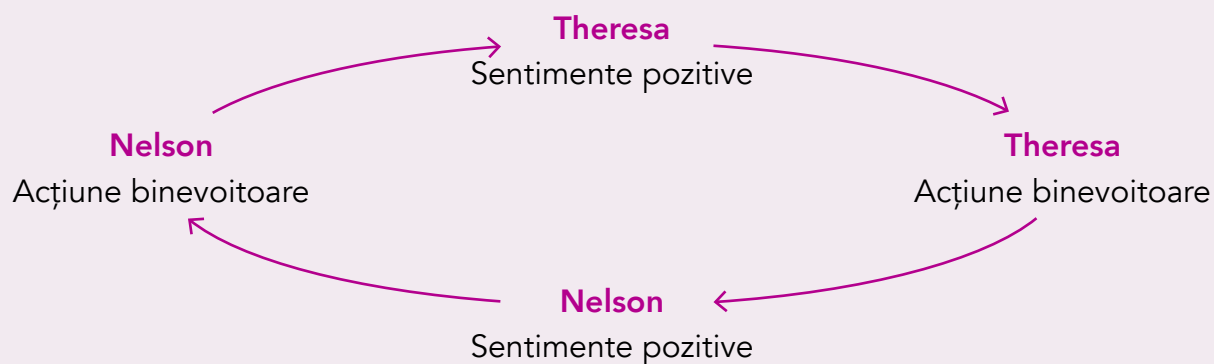 Theresa
Sentimente pozitive
Nelson
Acțiune binevoitoare
Theresa
Acțiune binevoitoare
Nelson
Sentimente pozitive